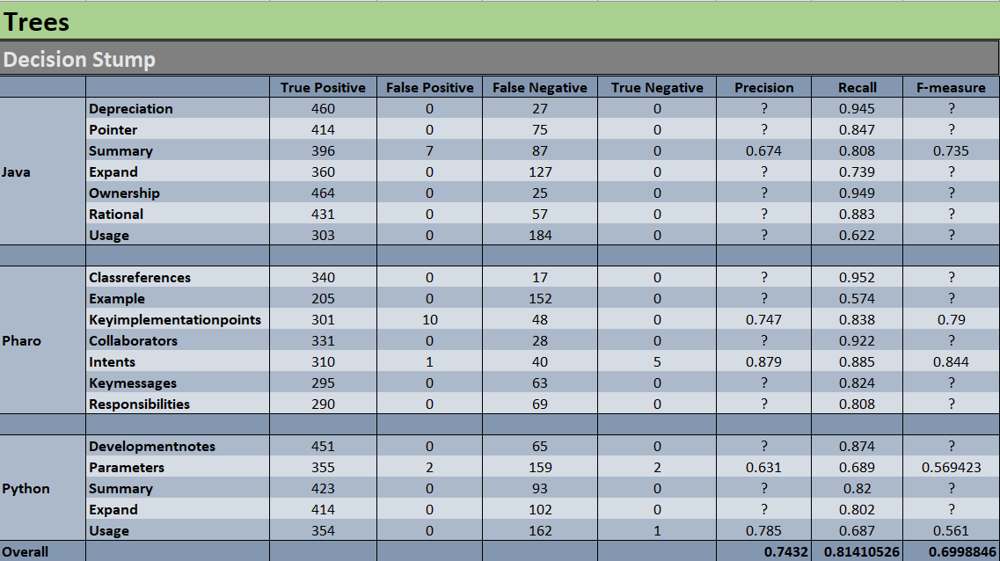 Trees
Decision Stump
True Positive False Positive False Negative True Negative Precision Recall F-measure
Depreciation 460 0 27 0 ? 0.945 ?
Pointer 414 0 75 0 ? 0.847 ?
Summary 396 7 87 0 0.674 0.808 0.735
Java Expand 360 0 127 0 ? 0.739 ?
Ownership 464 0 25 0 ? 0.949 ?
Rational 431 0 57 0 ? 0.883 ?
Usage 303 0 184 0 ? 0.622 ?
Classreferences 340 0 17 0 ? 0.952 ?
Example 205 0 152 0 ? 0.574 ?
Keyimplementationpoints 301 10 48 0 0.747 0.838 0.79
Pharo Collaborators 331 0 28 0 ? 0.922 ?
Intents 310 1 40 5 0.879 0.885 0.844
Keymessages 295 0 63 0 ? 0.824 ?
Responsibilities 290 0 69 0 ? 0.808 ?
Developmentnotes 451 0 65 0 ? 0.874 ?
Parameters 355 2 159 2 0.631 0.689 0.569423
Python Summary 423 0 93 0 ? 0.82 ?
Expand 414 0 102 0 ? 0.802 ?
Usage 354 0 162 1 0.785 0.687 0.561
Overall 0.7432 0.81410526 0.6998846